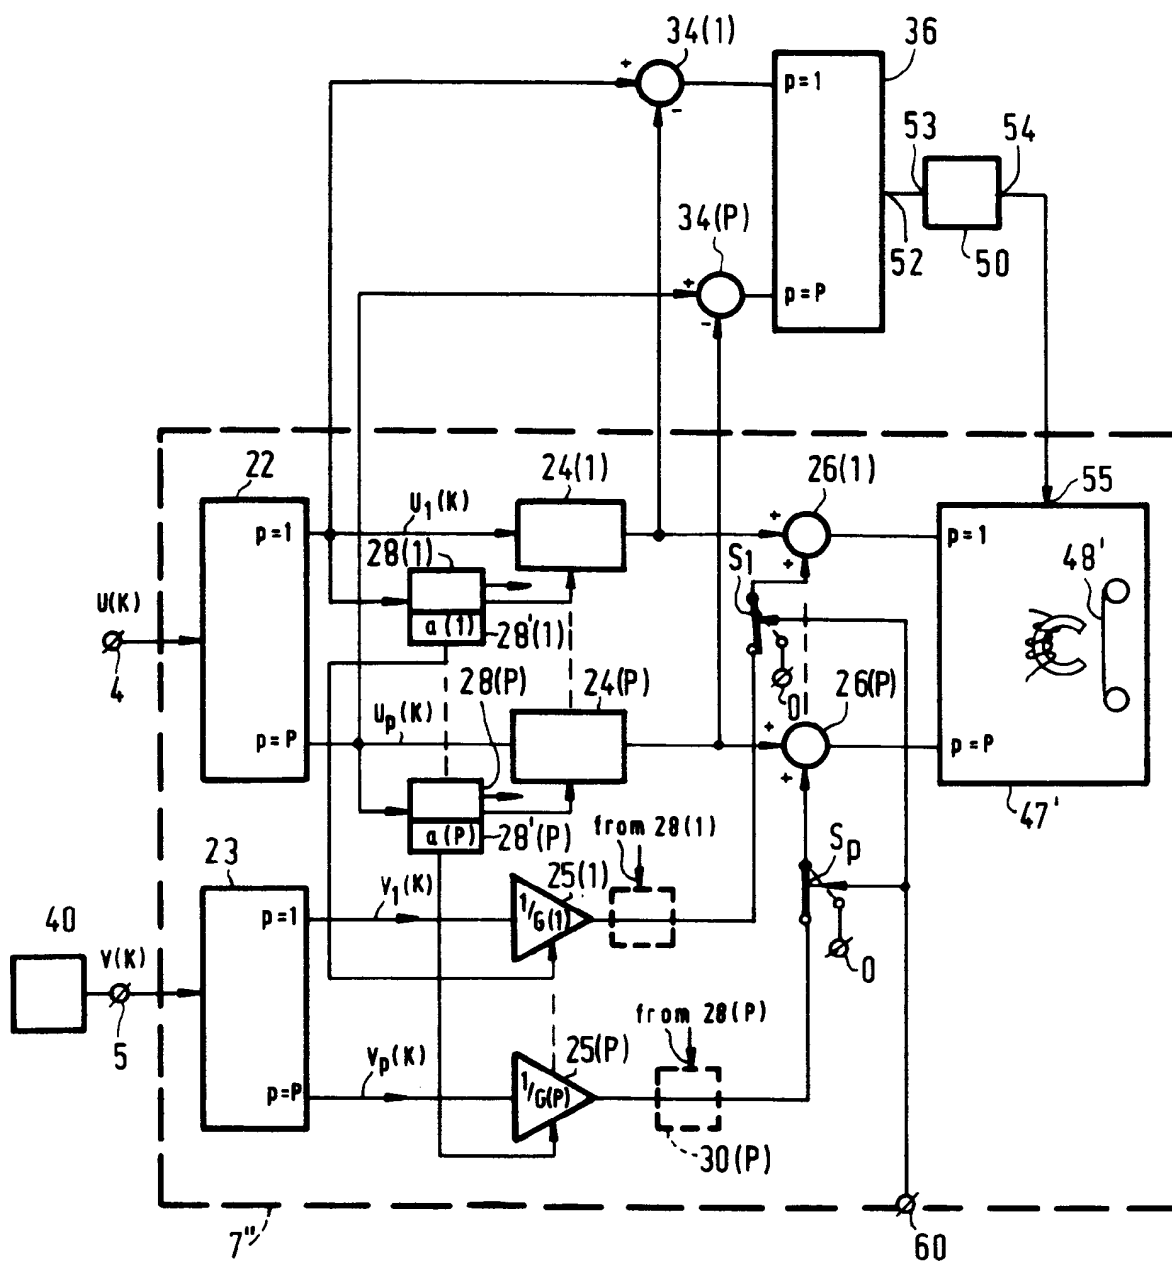 34(1)
36
+
p=1
-
53
54
34(P)
52
50
+
p=P
-
22
24(1)
26(1)
55
p=1
U1(K)
+
p=1
28(1)
S1
+
48'
U(K)
a(1)
28'(1)
4
28(P)
24(P)
0
26(P)
p=P
Up(K)
+
p=P
+
47'
a(P)
28'(P)
from 28(1)
Sp
23
V1(K)
25(1)
p=1
1/G(1)
40
V(K)
0
5
from 28(P)
Vp(K)
25(P)
p=P
1/G(P)
30(P)
7"
60